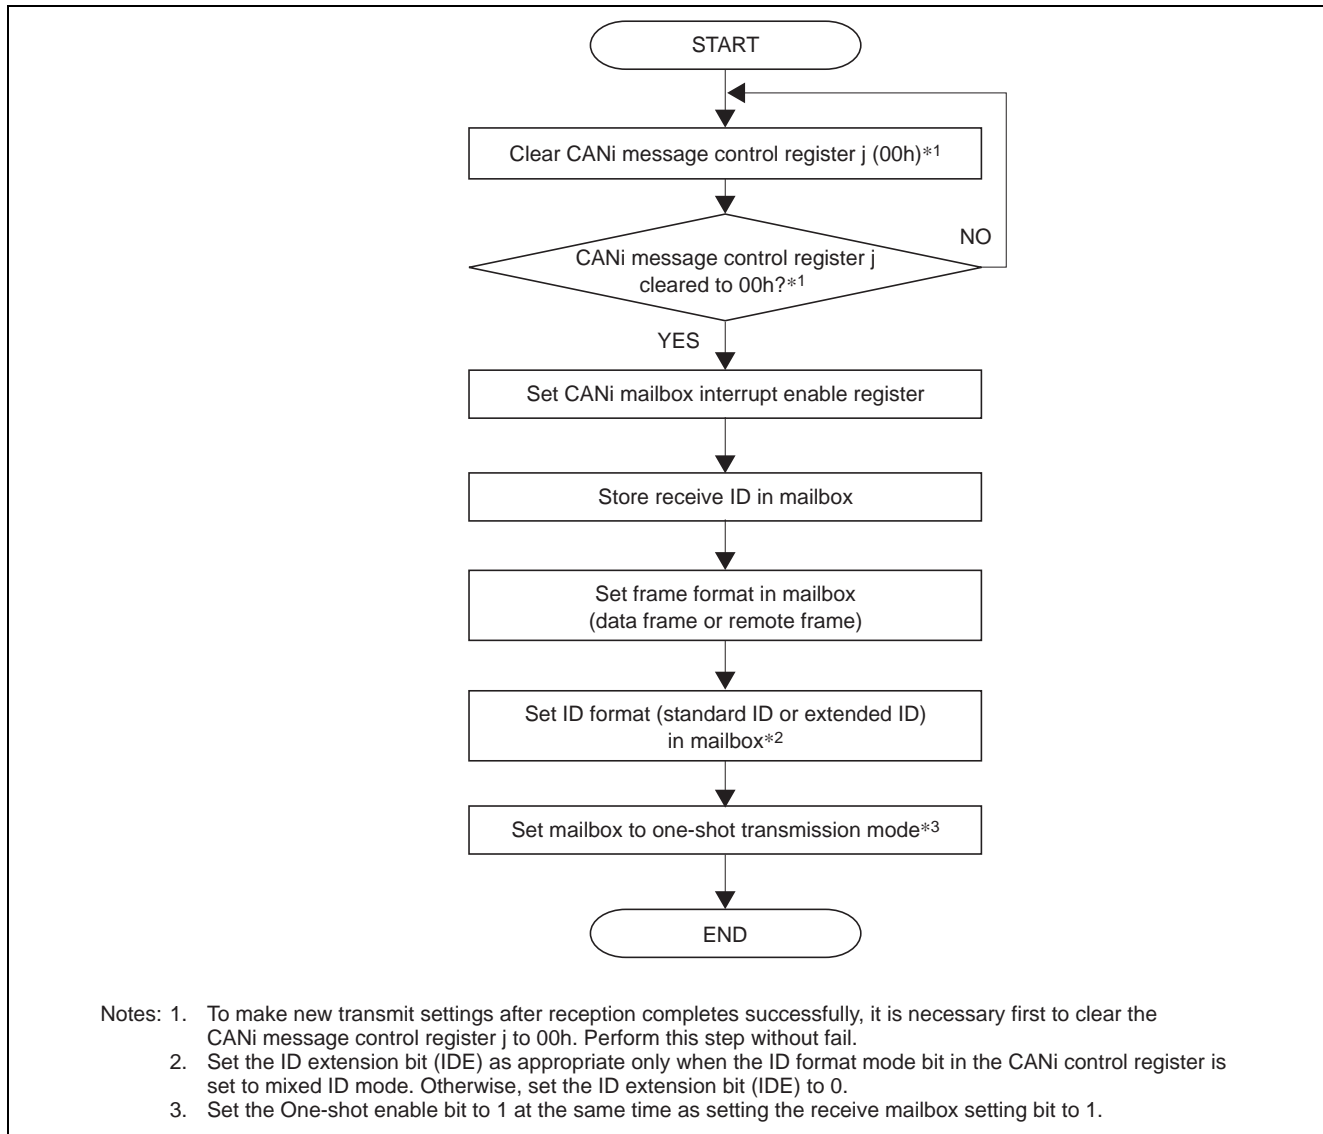 START
Clear CANi message control register j (00h)*1
CANi message control register j
cleared to 00h?*1
NO
YES
Set CANi mailbox interrupt enable register
Store receive ID in mailbox
Set frame format in mailbox
(data frame or remote frame)
Set ID format (standard ID or extended ID)
in mailbox*2
Set mailbox to one-shot transmission mode*3
END
Notes: 1. To make new transmit settings after reception completes successfully, it is necessary first to clear the
CANi message control register j to 00h. Perform this step without fail.
2. Set the ID extension bit (IDE) as appropriate only when the ID format mode bit in the CANi control register is
set to mixed ID mode. Otherwise, set the ID extension bit (IDE) to 0.
3. Set the One-shot enable bit to 1 at the same time as setting the receive mailbox setting bit to 1.